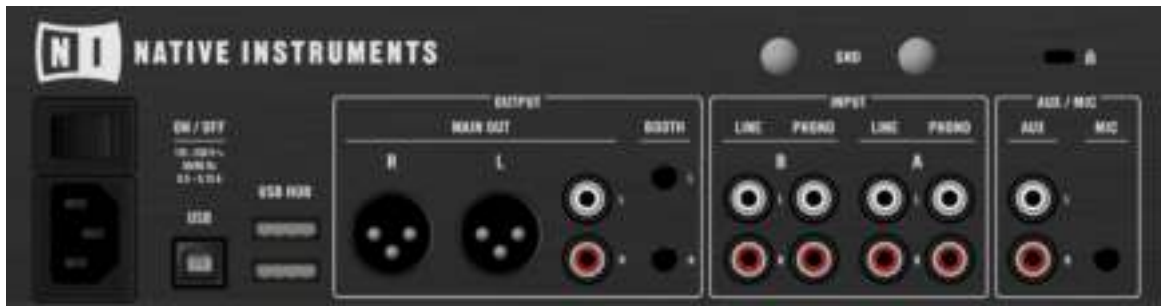 NI NATIVE INSTRUMENTS
GND
OUTPUT
INPUT
AUX / MIC
ON / OFF
MAIN OUT
BOOTH
LINE PHONO LINE PHONO
AUX MIC
R L
B A
USB HUB
USB